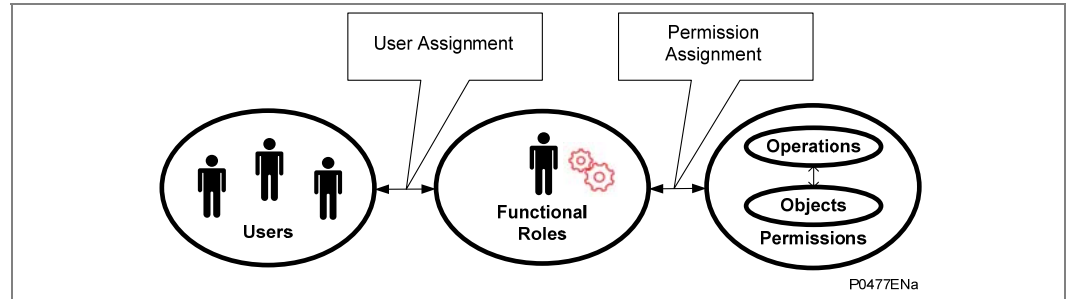 User Assignment
Permission
Assignment
Users
Functional
Roles
Operations
Objects
Permissions
P0477ENa